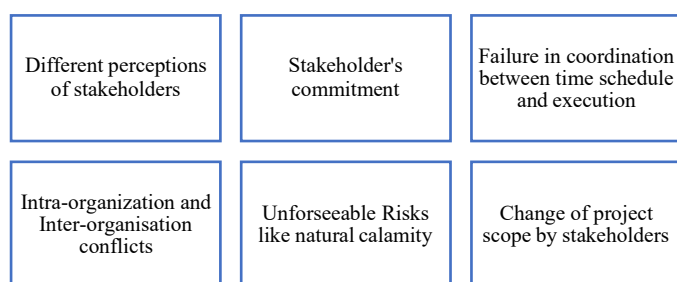 Different perceptions
of stakeholders
Stakeholder's
commitment
Failure in coordination
between time schedule
and execution
Intra-organization and
Inter-organisation
conflicts
Unforseeable Risks
like natural calamity
Change of project
scope by stakeholders